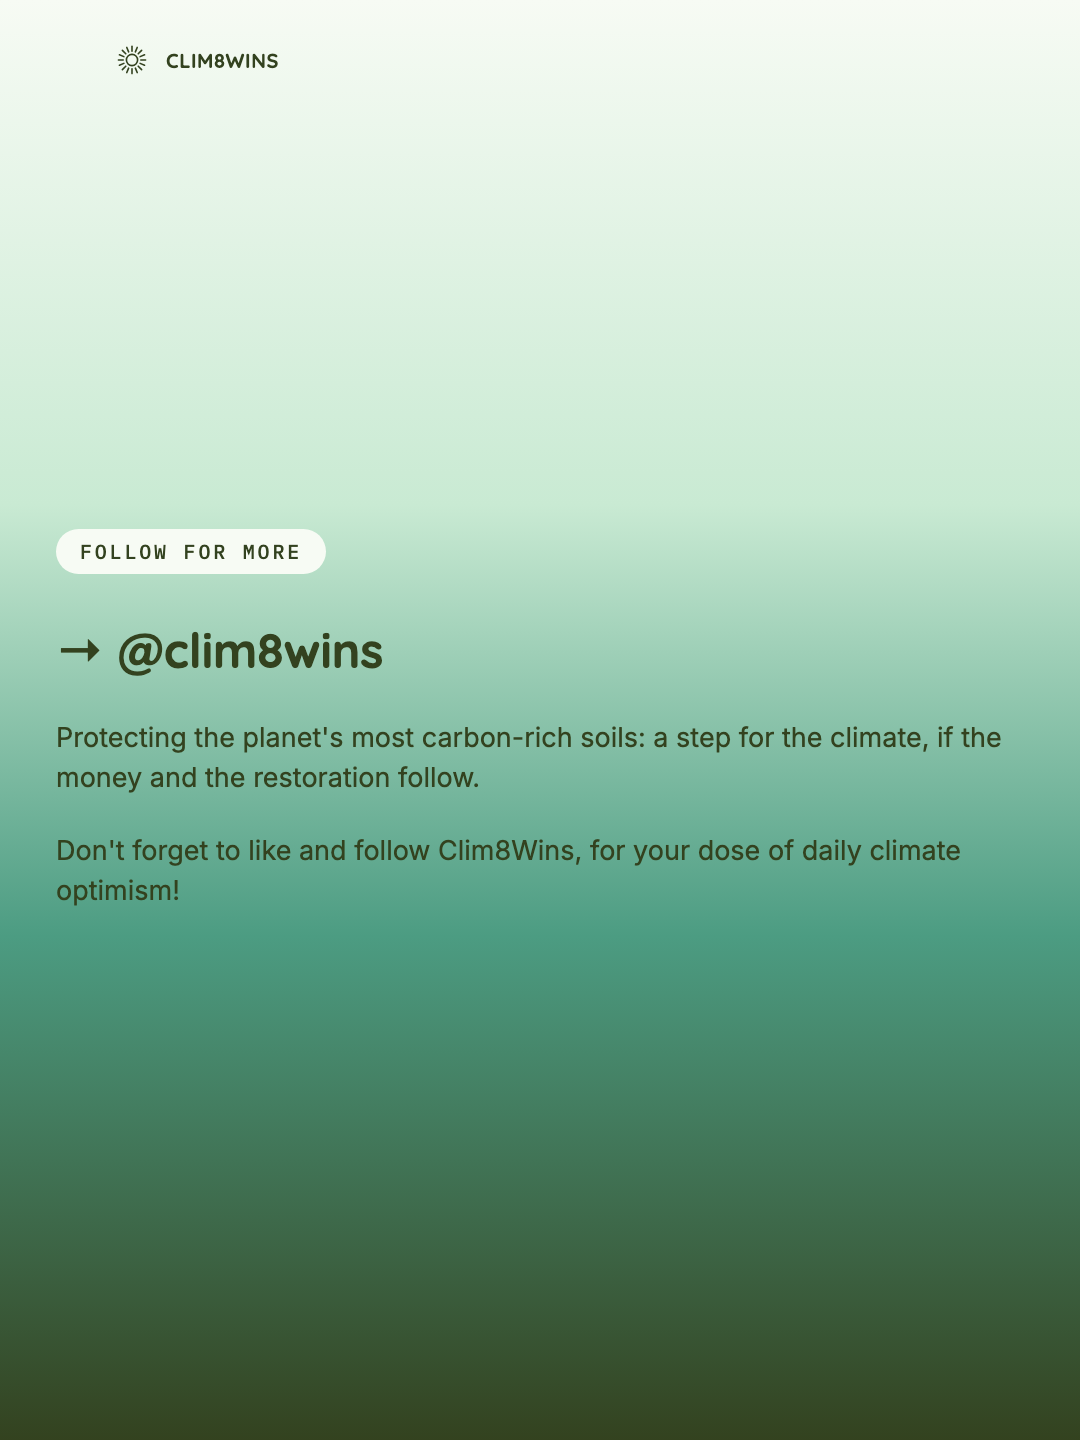 CLIM8WINS
FOLLOW FOR MORE
→ @clim8wins
Protecting the planet's most carbon-rich soils: a step for the climate, if the
money and the restoration follow.
Don't forget to like and follow Clim8Wins, for your dose of daily climate
optimism!